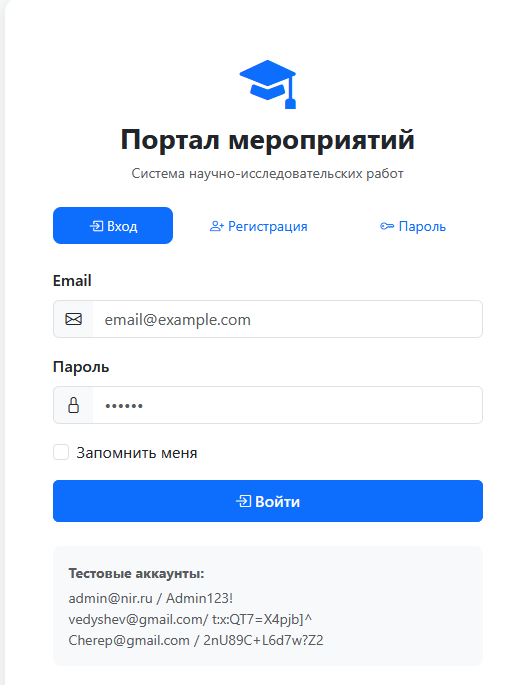 Портал мероприятий
Система научно-исследовательских работ
Вход Регистрация Пароль
Email
email@example.com
Пароль
••••••
Запомнить меня
Войти
Тестовые аккаунты:
admin@nir.ru / Admin123!
vedyshev@gmail.com/ t:x:QT7=X4pjb]^
Cherep@gmail.com / 2nU89C+L6d7w?Z2